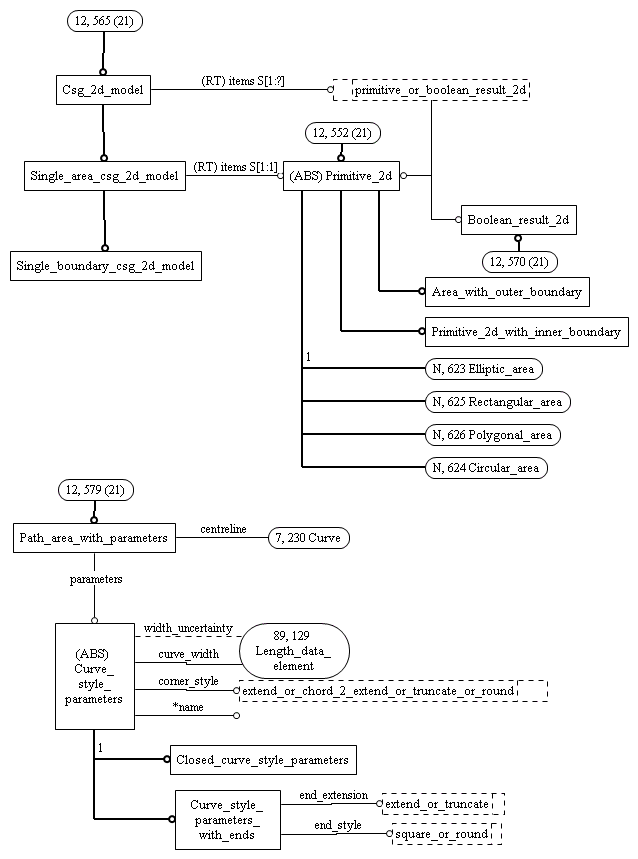 12, 565 (21)
Csg_2d_model
(RT) items S[1:?]
primitive_or_boolean_result_2d
12, 552 (21)
Single_area_csg_2d_model
(RT) items S[1:1]
(ABS) Primitive_2d
Boolean_result_2d
12, 570 (21)
Single_boundary_csg_2d_model
Area_with_outer_boundary
Primitive_2d_with_inner_boundary
1
N, 623 Elliptic_area
N, 625 Rectangular_area
N, 626 Polygonal_area
N, 624 Circular_area
12, 579 (21)
Path_area_with_parameters
centreline
7, 230 Curve
parameters
(ABS)
Curve_
style_
parameters
width_uncertainty
curve_width
89, 129
Length_data_
element
corner_style
extend_or_chord_2_extend_or_truncate_or_round
*name
1
Closed_curve_style_parameters
Curve_style_
parameters_
with_ends
end_extension
extend_or_truncate
end_style
square_or_round